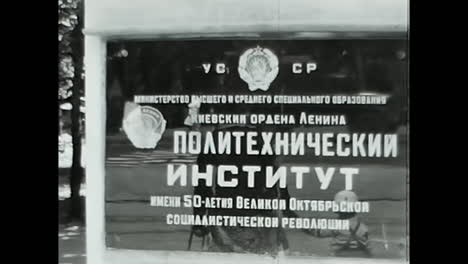 УС СР
МИНИСТЕРСТВО ВЫСШЕГО И СРЕДНЕГО СПЕЦИАЛЬНОГО ОБРАЗОВАНИЯ
КИЕВСКИЙ ОРДЕНА ЛЕНИНА
ПОЛИТЕХНИЧЕСКИЙ
ИНСТИТУТ
ИМЕНИ 50-ЛЕТИЯ ВЕЛИКОЙ ОКТЯБРЬСКОЙ
СОЦИАЛИСТИЧЕСКОЙ РЕВОЛЮЦИИ